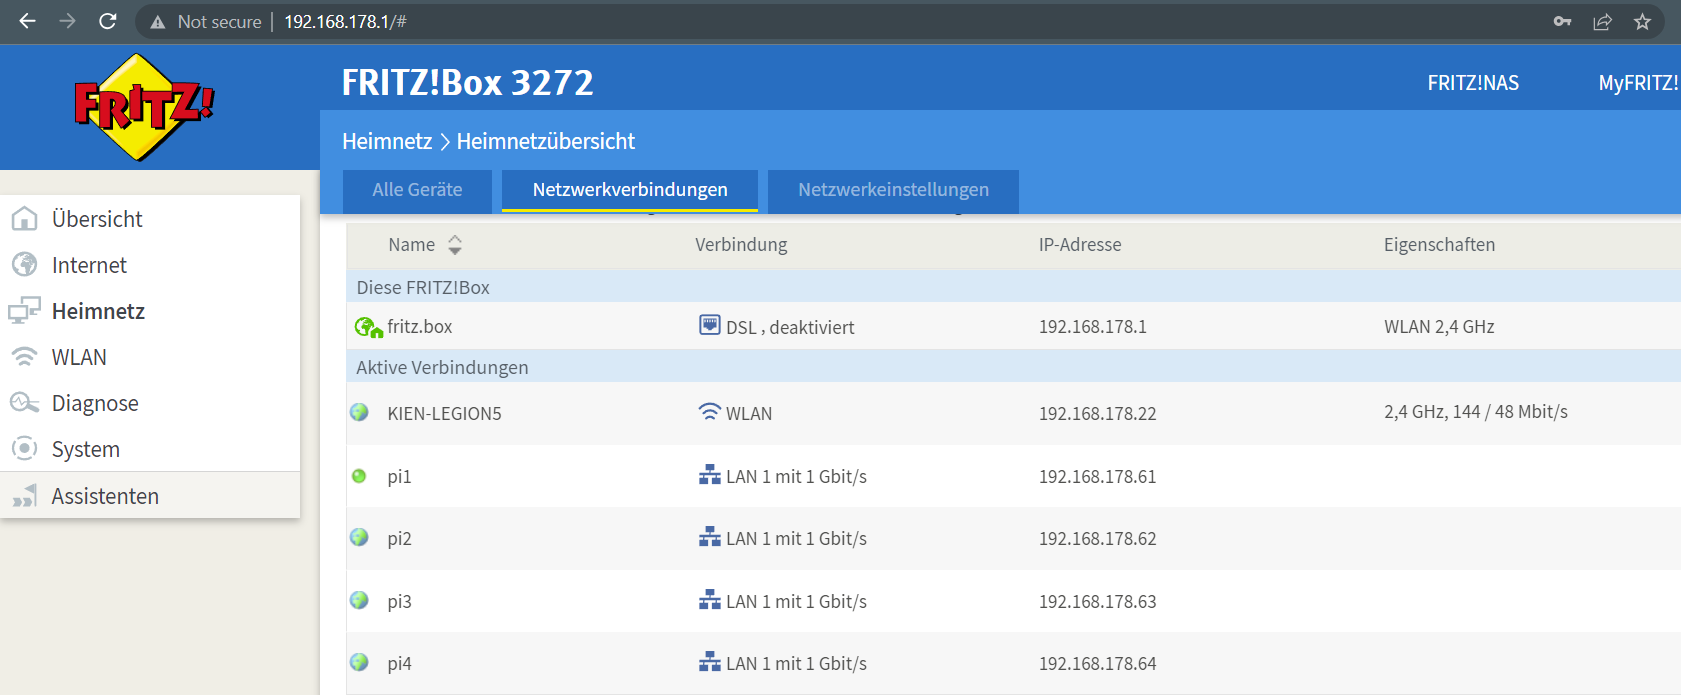 Not secure | 192.168.178.1/#
FRITZ!
FRITZ!Box 3272
FRITZ!NAS MyFRITZ!
Heimnetz > Heimnetzübersicht
Alle Geräte Netzwerkverbindungen Netzwerkeinstellungen
Übersicht
Internet
Heimnetz
WLAN
Diagnose
System
Assistenten
Name Verbindung IP-Adresse Eigenschaften
Diese FRITZ!Box
fritz.box DSL , deaktiviert 192.168.178.1 WLAN 2,4 GHz
Aktive Verbindungen
KIEN-LEGION5 WLAN 192.168.178.22 2,4 GHz, 144 / 48 Mbit/s
pi1 LAN 1 mit 1 Gbit/s 192.168.178.61
pi2 LAN 1 mit 1 Gbit/s 192.168.178.62
pi3 LAN 1 mit 1 Gbit/s 192.168.178.63
pi4 LAN 1 mit 1 Gbit/s 192.168.178.64